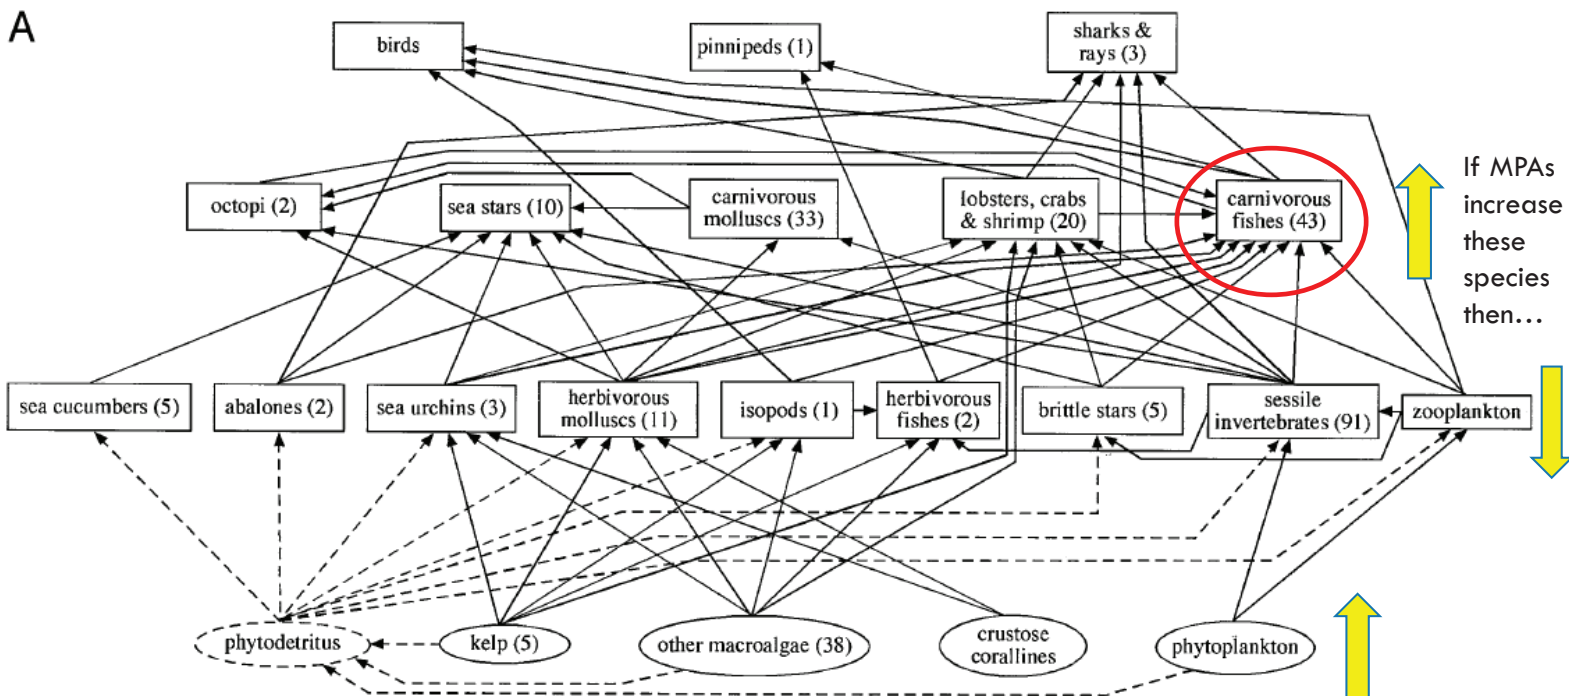 A
birds
pinnipeds (1)
sharks &
rays (3)
octopi (2)
sea stars (10)
carnivorous
molluscs (33)
lobsters, crabs
& shrimp (20)
carnivorous
fishes (43)
If MPAs
increase
these
species
then...
sea cucumbers (5)
abalones (2)
sea urchins (3)
herbivorous
molluscs (11)
isopods (1)
herbivorous
fishes (2)
brittle stars (5)
sessile
invertebrates (91)
zooplankton
phytodetritus
kelp (5)
other macroalgae (38)
crustose
corallines
phytoplankton